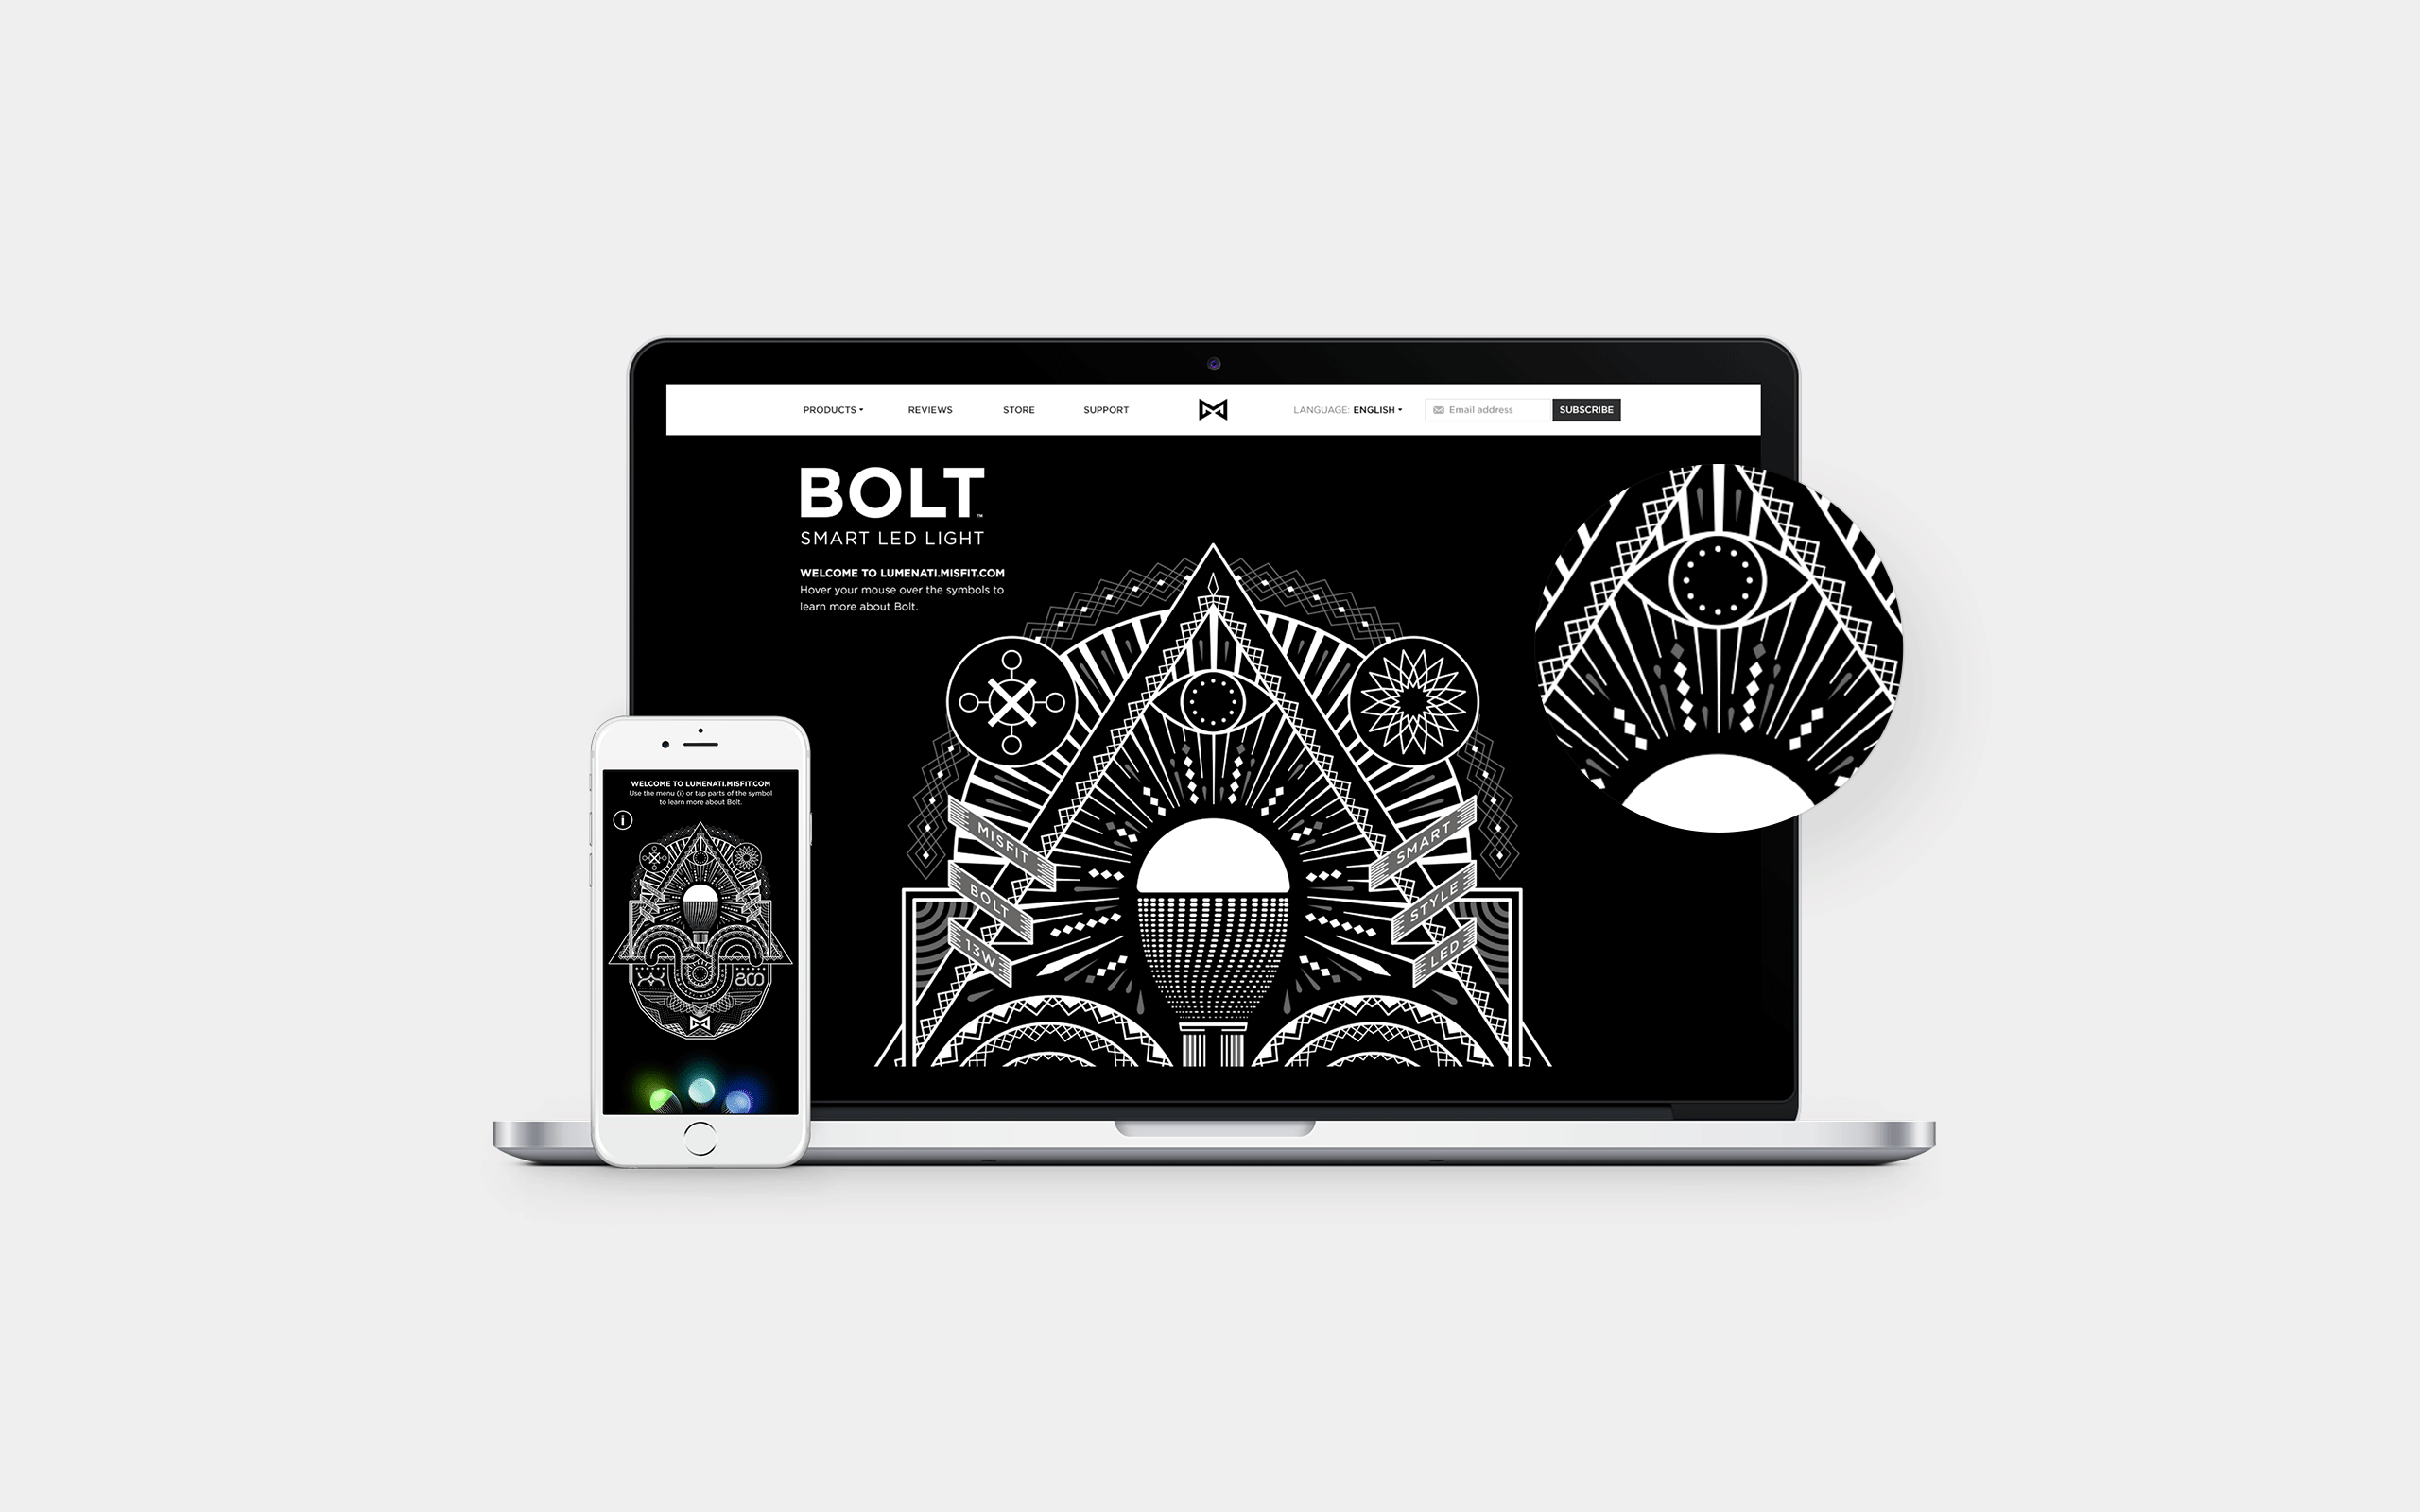 PRODUCTS REVIEWS STORE SUPPORT LANGUAGE: ENGLISH Email address SUBSCRIBE
BOLT™
SMART LED LIGHT
WELCOME TO LUMENATI.MISFIT.COM
Hover your mouse over the symbols to
learn more about Bolt.
MISFIT
BOLT
13W
SMART
STYLE
LED
WELCOME TO LUMENATI.MISFIT.COM
Use the menu (i) or tap parts of the symbol
to learn more about Bolt.
i
800